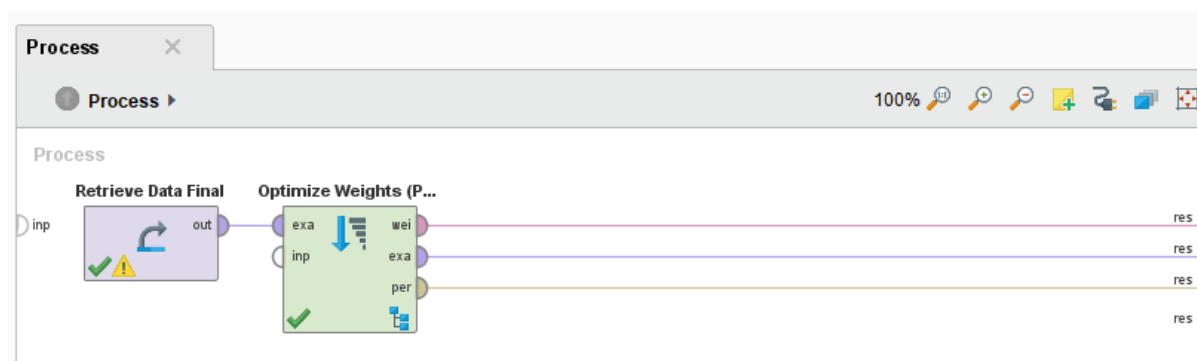 Process
Process
100%
Process
Retrieve Data Final
Optimize Weights (P...
inp
out
exa
wei
res
inp
exa
res
per
res
res